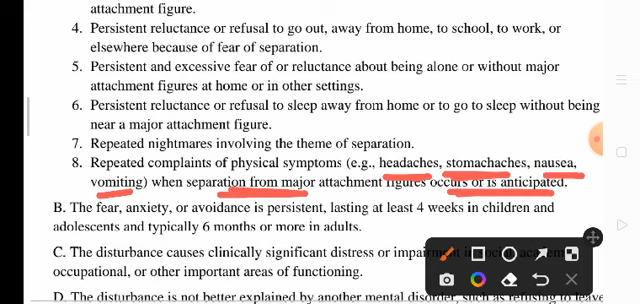 attachment figure.
4. Persistent reluctance or refusal to go out, away from home, to school, to work, or
elsewhere because of fear of separation.
5. Persistent and excessive fear of or reluctance about being alone or without major
attachment figures at home or in other settings.
6. Persistent reluctance or refusal to sleep away from home or to go to sleep without being
near a major attachment figure.
7. Repeated nightmares involving the theme of separation.
8. Repeated complaints of physical symptoms (e.g., headaches, stomachaches, nausea,
vomiting) when separation from major attachment figures occurs or is anticipated.
B. The fear, anxiety, or avoidance is persistent, lasting at least 4 weeks in children and
adolescents and typically 6 months or more in adults.
C. The disturbance causes clinically significant distress or impairment in social,
occupational, or other important areas of functioning.
D. The disturbance is not better explained by another mental disorder, such as refusing to leave